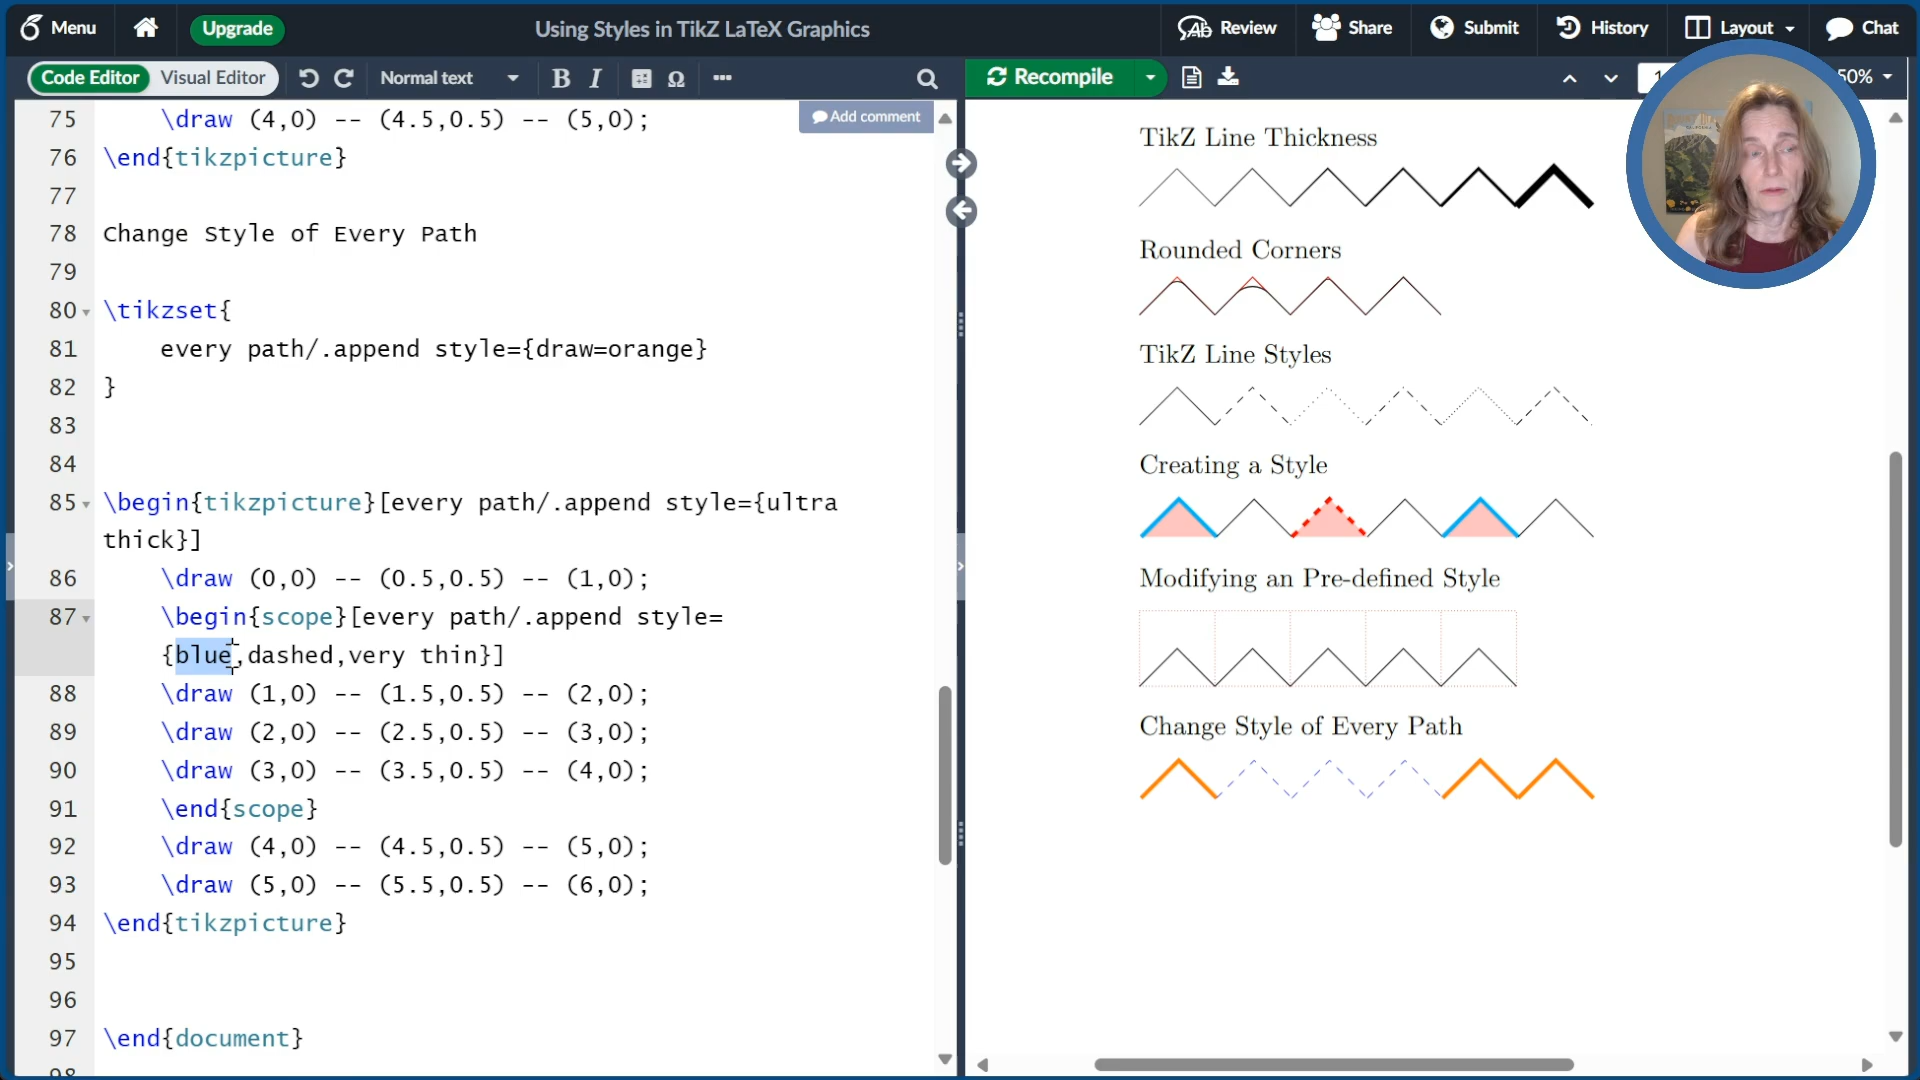 Menu
Upgrade
Using Styles in TikZ LaTeX Graphics
Review
Share
Submit
History
Layout
Chat
Code Editor
Visual Editor
Normal text
B I Ω
Recompile
50%
Add comment
75 \draw (4,0) -- (4.5,0.5) -- (5,0);
76 \end{tikzpicture}
77
78 Change Style of Every Path
79
80 \tikzset{
81 every path/.append style={draw=orange}
82 }
83
84
85 \begin{tikzpicture}[every path/.append style={ultra
thick}]
86 \draw (0,0) -- (0.5,0.5) -- (1,0);
87 \begin{scope}[every path/.append style=
{blue,dashed,very thin}]
88 \draw (1,0) -- (1.5,0.5) -- (2,0);
89 \draw (2,0) -- (2.5,0.5) -- (3,0);
90 \draw (3,0) -- (3.5,0.5) -- (4,0);
91 \end{scope}
92 \draw (4,0) -- (4.5,0.5) -- (5,0);
93 \draw (5,0) -- (5.5,0.5) -- (6,0);
94 \end{tikzpicture}
95
96
97 \end{document}
98
TikZ Line Thickness
Rounded Corners
TikZ Line Styles
Creating a Style
Modifying an Pre-defined Style
Change Style of Every Path